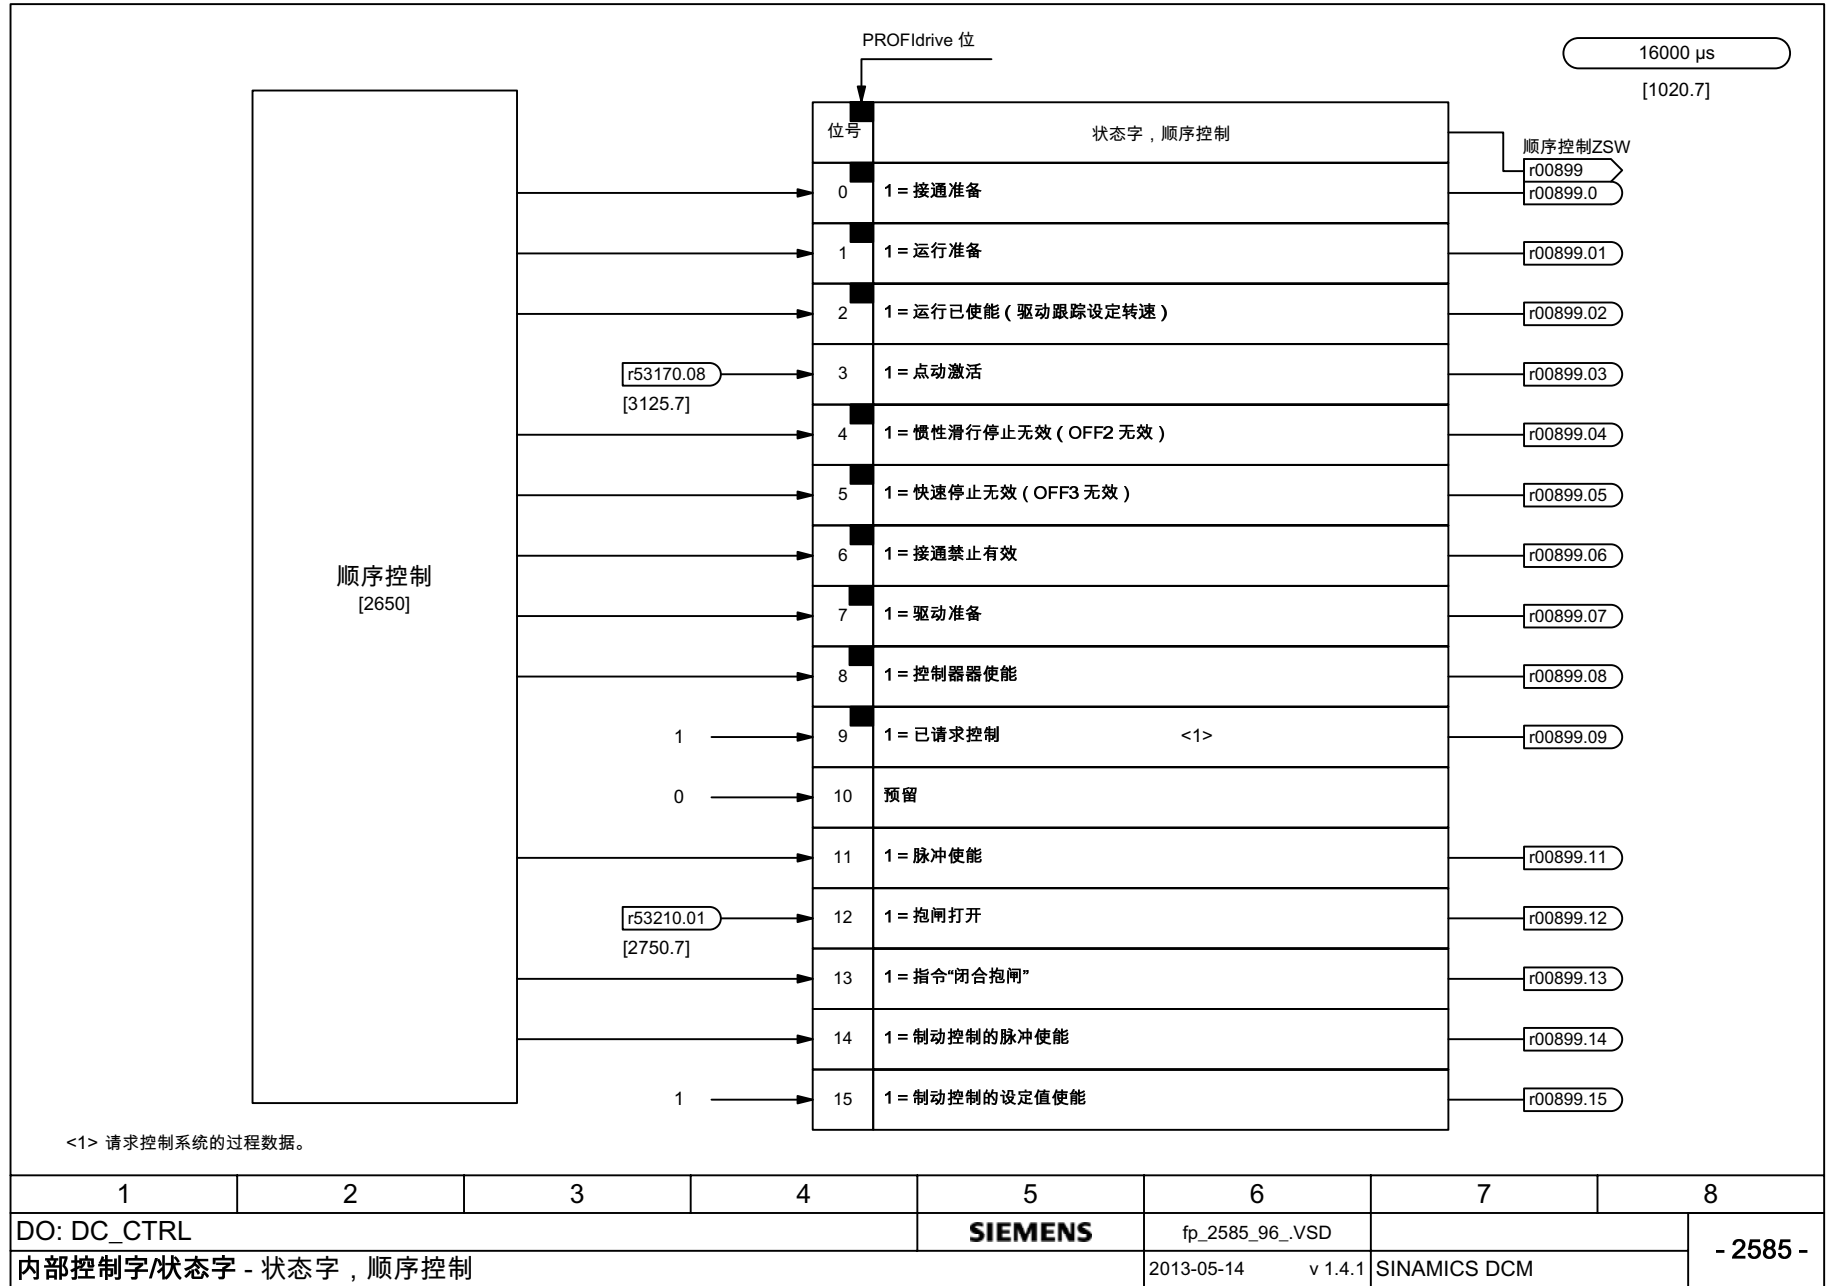 PROFIdrive 位
16000 µs
[1020.7]
位号
状态字，顺序控制
顺序控制ZSW
r00899
0
1 = 接通准备
r00899.0
1
1 = 运行准备
r00899.01
2
1 = 运行已使能（驱动跟踪设定转速）
r00899.02
r53170.08
3
1 = 点动激活
r00899.03
[3125.7]
4
1 = 惯性滑行停止无效（OFF2 无效）
r00899.04
5
1 = 快速停止无效（OFF3 无效）
r00899.05
6
1 = 接通禁止有效
r00899.06
顺序控制
[2650]
7
1 = 驱动准备
r00899.07
8
1 = 控制器器使能
r00899.08
1
9
1 = 已请求控制 <1>
r00899.09
0
10
预留
11
1 = 脉冲使能
r00899.11
r53210.01
12
1 = 抱闸打开
r00899.12
[2750.7]
13
1 = 指令“闭合抱闸”
r00899.13
14
1 = 制动控制的脉冲使能
r00899.14
1
15
1 = 制动控制的设定值使能
r00899.15
<1> 请求控制系统的过程数据。
1 2 3 4 5 6 7 8
DO: DC_CTRL
SIEMENS
fp_2585_96_.VSD
- 2585 -
内部控制字/状态字 - 状态字，顺序控制
2013-05-14 v 1.4.1
SINAMICS DCM